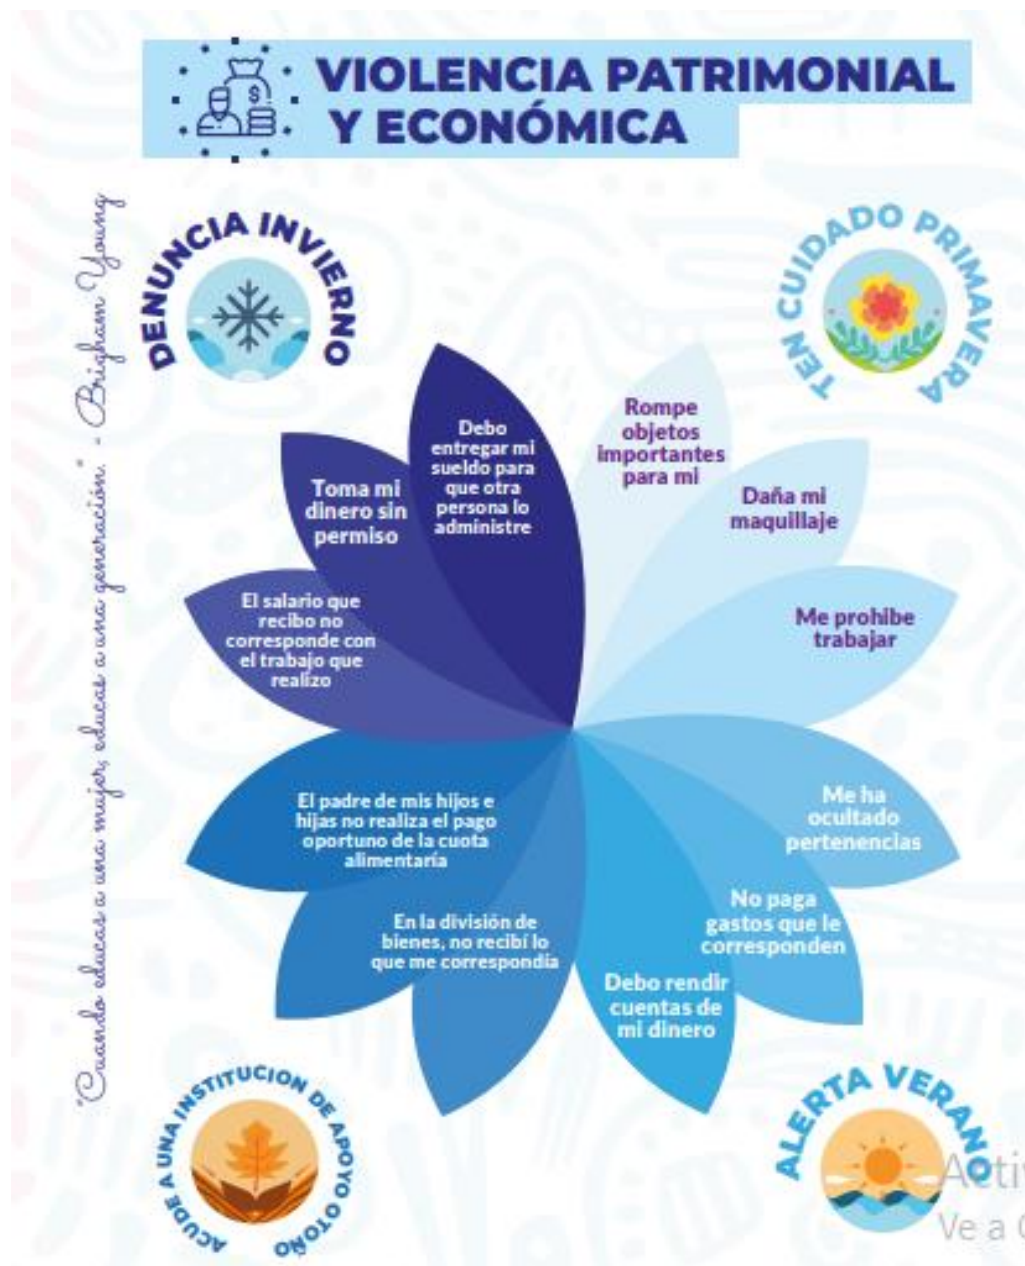 VIOLENCIA PATRIMONIAL
Y ECONÓMICA
$
DENUNCIA INVIERNO
TEN CUIDADO PRIMAVERA
"Cuando educas a una mujer, educas a una generación." - Brigham Young
Debo
entregar mi
sueldo para
que otra
persona lo
administre
Toma mi
dinero sin
permiso
El salario que
recibo no
corresponde con
el trabajo que
realizo
Rompe
objetos
importantes
para mi
Daña mi
maquillaje
Me prohibe
trabajar
El padre de mis hijos e
hijas no realiza el pago
oportuno de la cuota
alimentaría
En la división de
bienes, no recibí lo
que me correspondía
Me ha
ocultado
pertenencias
No paga
gastos que le
corresponden
Debo rendir
cuentas de
mi dinero
ACUDE A UNA INSTITUCION DE APOYO OTOÑO
ALERTA VERANO
Ve a